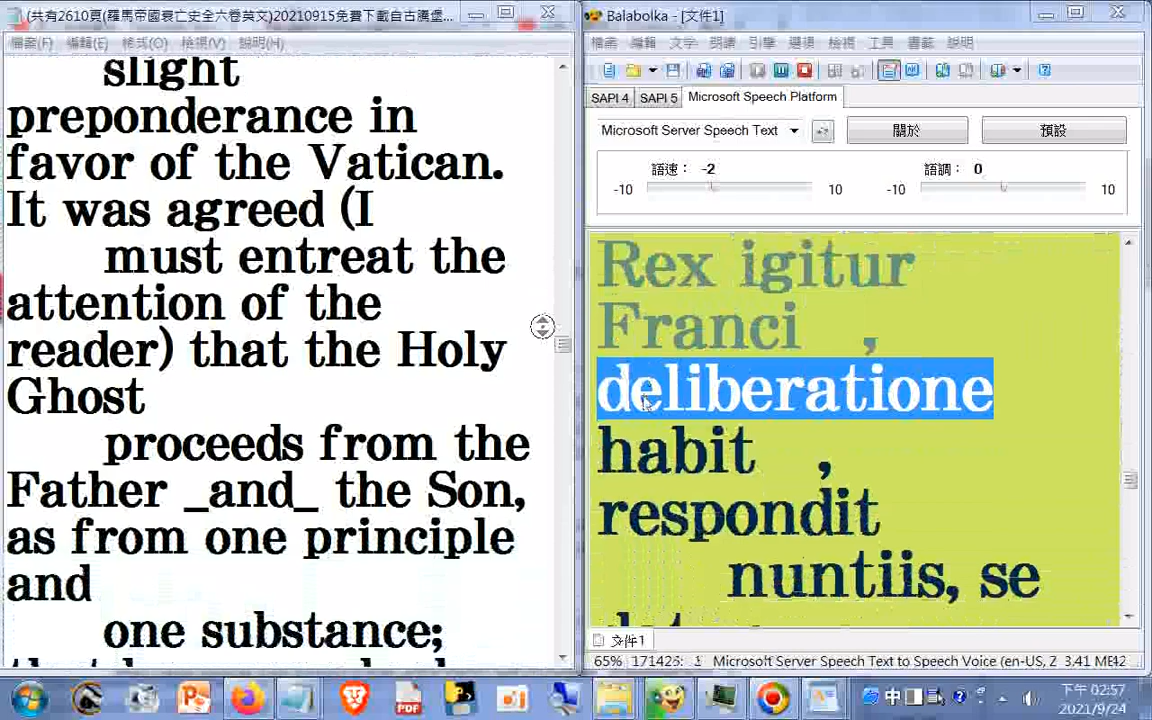 (共有2610頁(羅馬帝國衰亡史全六卷英文)20210915免費下載自古騰堡...
檔案(F) 編輯(E) 格式(O) 檢視(V) 說明(H)
slight
preponderance in
favor of the Vatican.
It was agreed (I
must entreat the
attention of the
reader) that the Holy
Ghost
proceeds from the
Father _and_ the Son,
as from one principle
and
one substance;
Balabolka - [文件1]
檔案 編輯 文字 朗讀 引擎 選項 檢視 工具 書籤 說明
SAPI 4 SAPI 5 Microsoft Speech Platform
Microsoft Server Speech Text 關於 預設
語速： -2 語調： 0
-10 10 -10 10
Rex igitur
Franci ,
deliberatione
habit ,
respondit
nuntiis, se
文件1
65% 171426: 1 Microsoft Server Speech Text to Speech Voice (en-US, Z 3.41 ME42
中
下午 02:57
2021/9/24